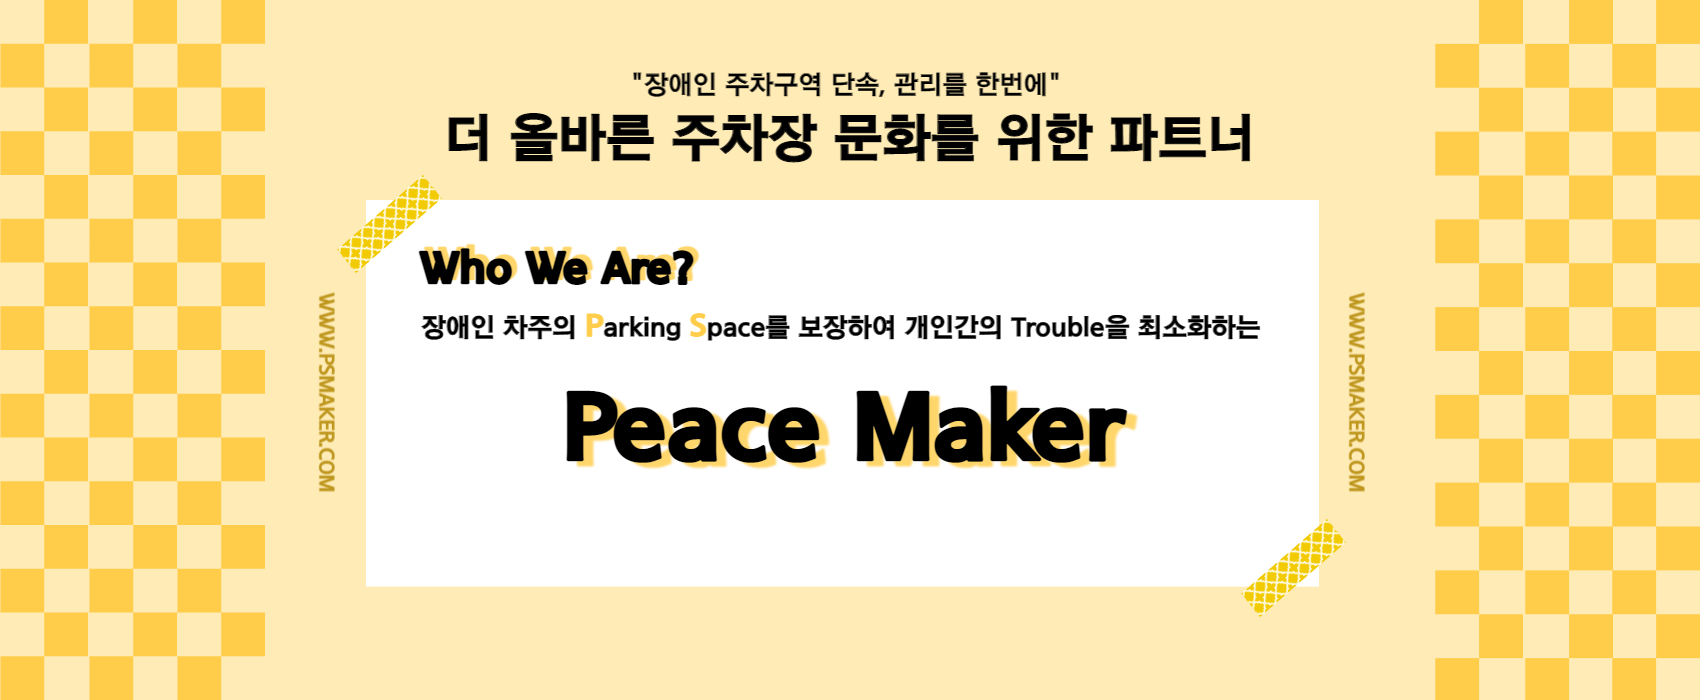 "장애인 주차구역 단속, 관리를 한번에"
더 올바른 주차장 문화를 위한 파트너
Who We Are?
장애인 차주의 Parking Space를 보장하여 개인간의 Trouble을 최소화하는
Peace Maker
WWW.PSMAKER.COM
WWW.PSMAKER.COM